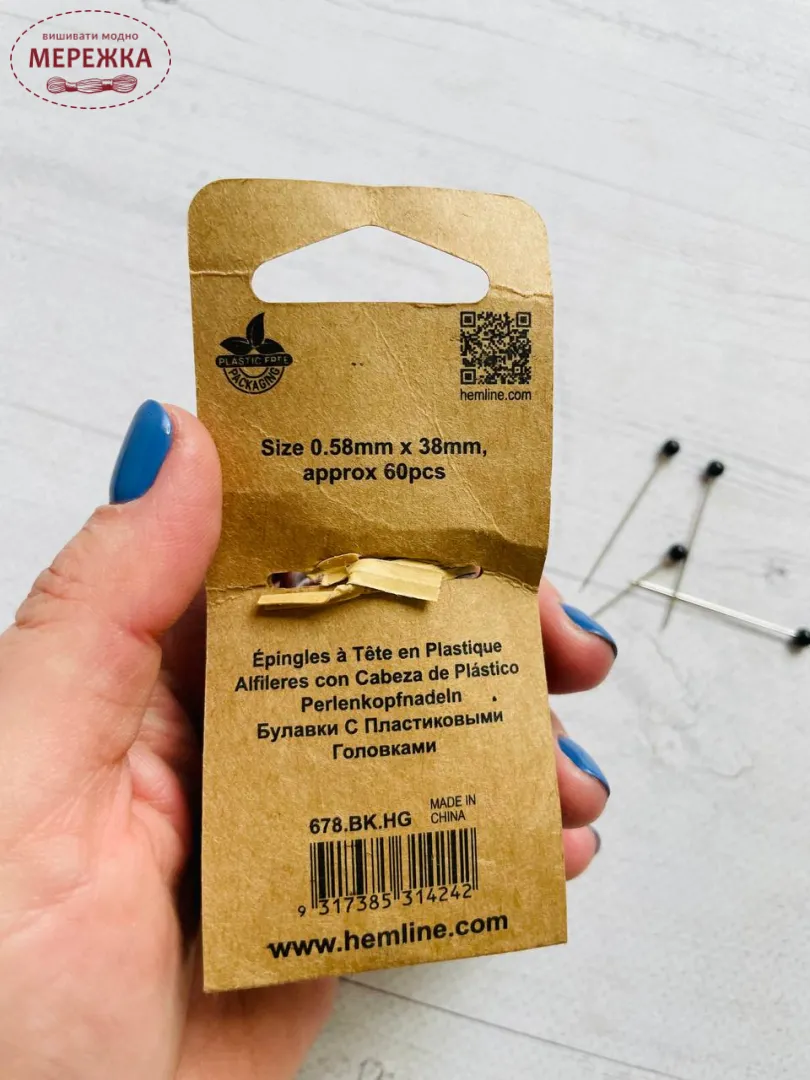 вишивати модно
МЕРЕЖКА
PLASTIC FREE
PACKAGING
hemline.com
Size 0.58mm x 38mm,
approx 60pcs
Épingles à Tête en Plastique
Alfileres con Cabeza de Plástico
Perlenkopfnadeln
Булавки С Пластиковыми
Головками
678.BK.HG
MADE IN
CHINA
9 317385 314242
www.hemline.com